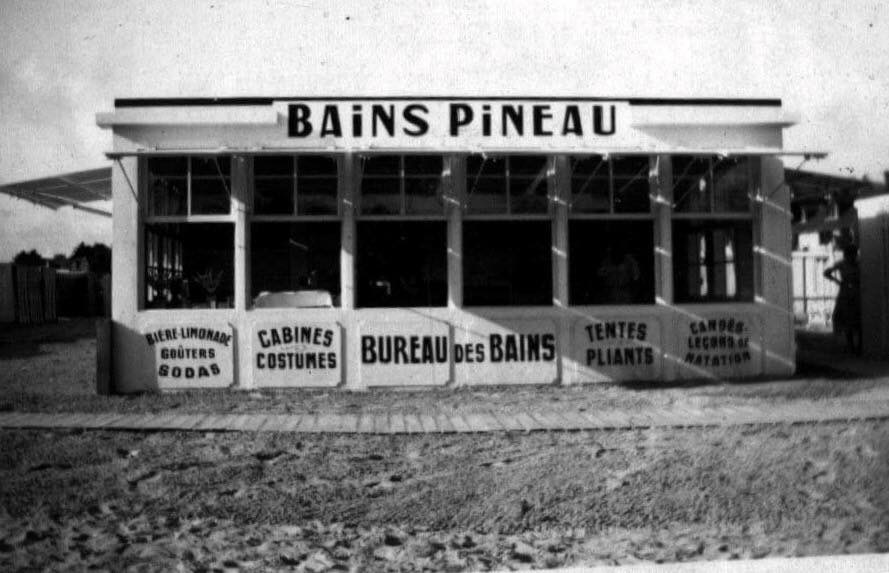 BAiNS PiNEAU
BIÈRE-LIMONADE
GOÛTERS
SODAS
CABINES
COSTUMES
BUREAU DES BAINS
TENTES
PLIANTS
CANOËS-
LEÇONS DE
NATATION